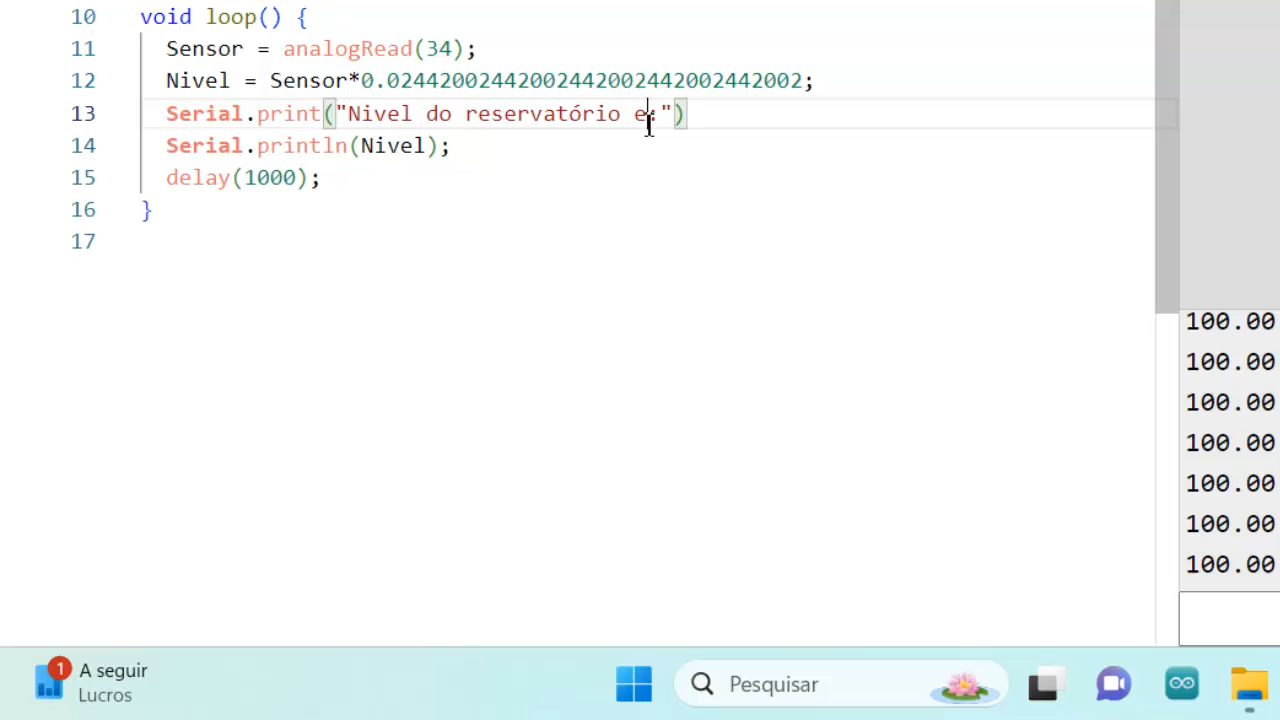 10 void loop() {
11 Sensor = analogRead(34);
12 Nivel = Sensor*0.02442002442002442002442002442002;
13 Serial.print("Nivel do reservatório e:")
14 Serial.println(Nivel);
15 delay(1000);
16 }
17
100.00
100.00
100.00
100.00
100.00
100.00
100.00
1 A seguir
Lucros
Pesquisar